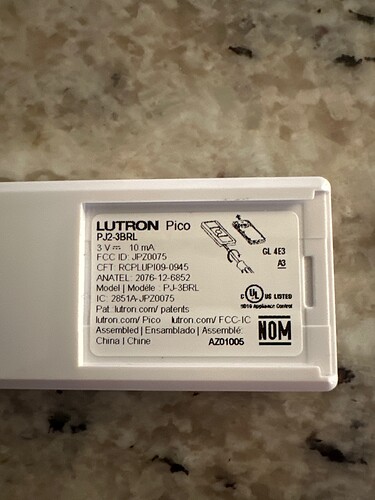 LUTRON Pico
PJ2-3BRL
3 V⎓ 10 mA
FCC ID: JPZ0075
CFT: RCPLUPI09-0945
ANATEL: 2076-12-6852
Model | Modéle : PJ-3BRL
IC: 2851A-JPZ0075
Pat. lutron.com/ patents
lutron.com/ Pico lutron.com/ FCC-IC
Assembled | Ensamblado | Assemblé:
China | Chine
AZ01005
GL 4E3
A3
C UL US LISTED
Appliance Control
NOM